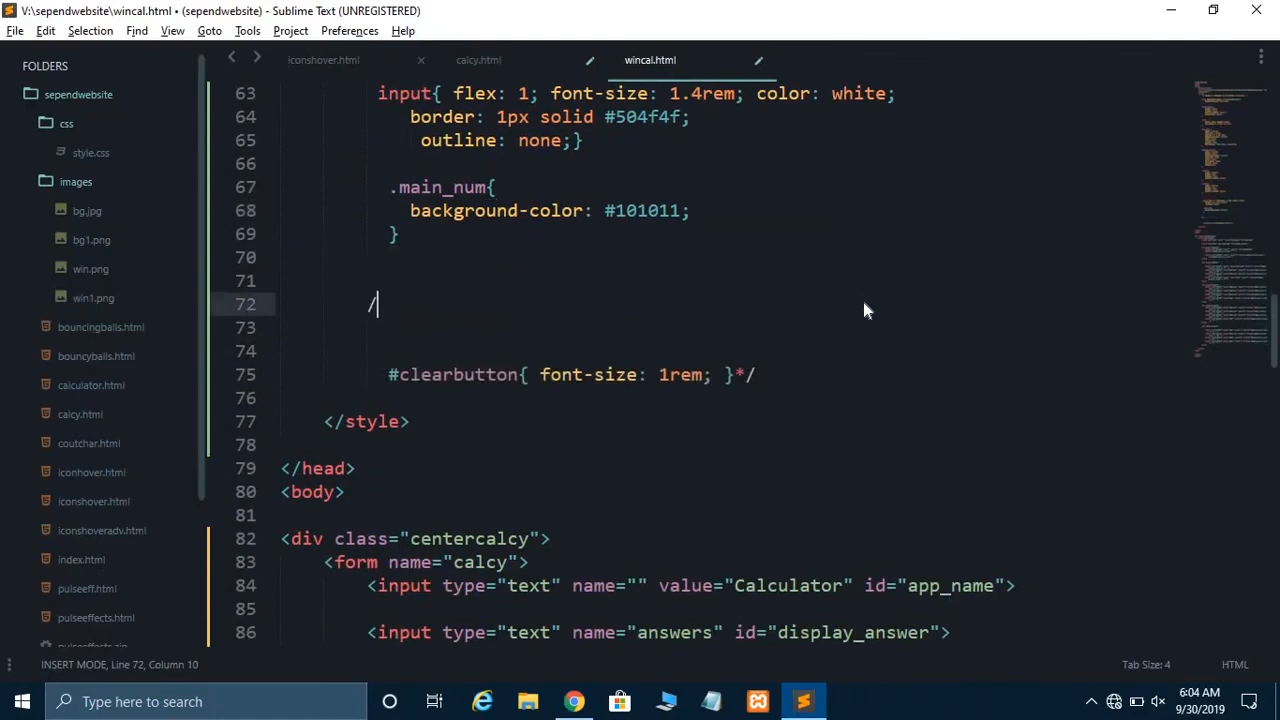 V:\sependwebsite\wincal.html • (sependwebsite) - Sublime Text (UNREGISTERED)
File Edit Selection Find View Goto Tools Project Preferences Help
FOLDERS
sependwebsite
css
style.css
images
bg.jpg
bg1.png
win.png
win1.png
bouncingballs.html
bouncyballs.html
calculator.html
calcy.html
coutchar.html
iconhover.html
iconshover.html
iconshoveradv.html
index.html
pulseeff.html
pulseeffects.html
pulseeffects.zip
iconshover.html calcy.html wincal.html
63 input{ flex: 1; font-size: 1.4rem; color: white;
64 border: 1px solid #504f4f;
65 outline: none;}
66
67 .main_num{
68 background-color: #101011;
69 }
70
71
72 /
73
74
75 #clearbutton{ font-size: 1rem; }*/
76
77 </style>
78
79 </head>
80 <body>
81
82 <div class="centercalcy">
83 <form name="calcy">
84 <input type="text" name="" value="Calculator" id="app_name">
85
86 <input type="text" name="answers" id="display_answer">
INSERT MODE, Line 72, Column 10 Tab Size: 4 HTML
Type here to search
6:04 AM
9/30/2019